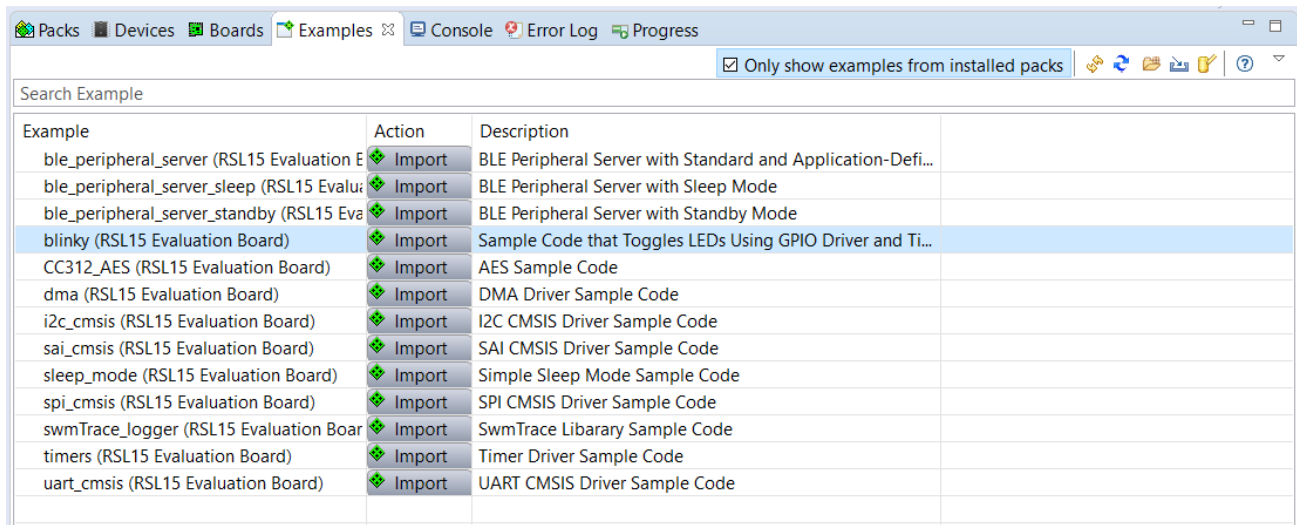 Packs Devices Boards Examples Console Error Log Progress
Only show examples from installed packs
Search Example
Example Action Description
ble_peripheral_server (RSL15 Evaluation E Import BLE Peripheral Server with Standard and Application-Defi...
ble_peripheral_server_sleep (RSL15 Evalua Import BLE Peripheral Server with Sleep Mode
ble_peripheral_server_standby (RSL15 Eva Import BLE Peripheral Server with Standby Mode
blinky (RSL15 Evaluation Board) Import Sample Code that Toggles LEDs Using GPIO Driver and Ti...
CC312_AES (RSL15 Evaluation Board) Import AES Sample Code
dma (RSL15 Evaluation Board) Import DMA Driver Sample Code
i2c_cmsis (RSL15 Evaluation Board) Import I2C CMSIS Driver Sample Code
sai_cmsis (RSL15 Evaluation Board) Import SAI CMSIS Driver Sample Code
sleep_mode (RSL15 Evaluation Board) Import Simple Sleep Mode Sample Code
spi_cmsis (RSL15 Evaluation Board) Import SPI CMSIS Driver Sample Code
swmTrace_logger (RSL15 Evaluation Boar Import SwmTrace Libarary Sample Code
timers (RSL15 Evaluation Board) Import Timer Driver Sample Code
uart_cmsis (RSL15 Evaluation Board) Import UART CMSIS Driver Sample Code